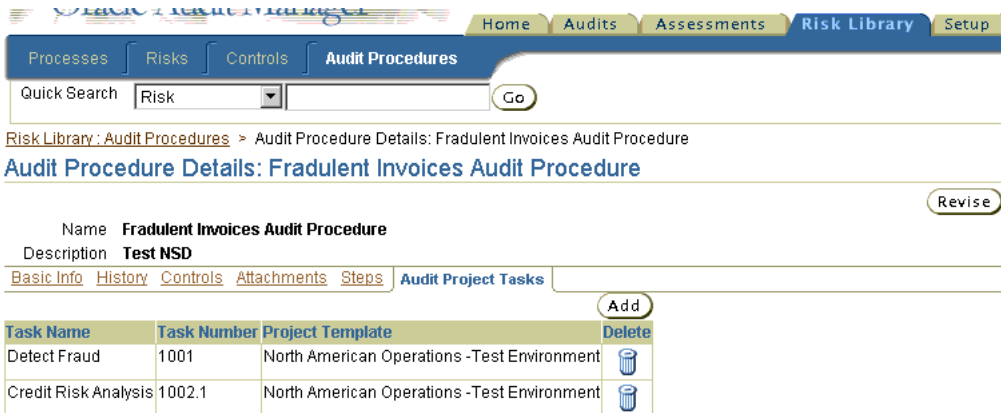 Oracle Audit Manager
Home Audits Assessments Risk Library Setup
Processes Risks Controls Audit Procedures
Quick Search Risk Go
Risk Library : Audit Procedures > Audit Procedure Details: Fradulent Invoices Audit Procedure
Audit Procedure Details: Fradulent Invoices Audit Procedure
Revise
Name Fradulent Invoices Audit Procedure
Description Test NSD
Basic Info History Controls Attachments Steps Audit Project Tasks
Add
Task Name Task Number Project Template Delete
Detect Fraud 1001 North American Operations -Test Environment
Credit Risk Analysis 1002.1 North American Operations -Test Environment